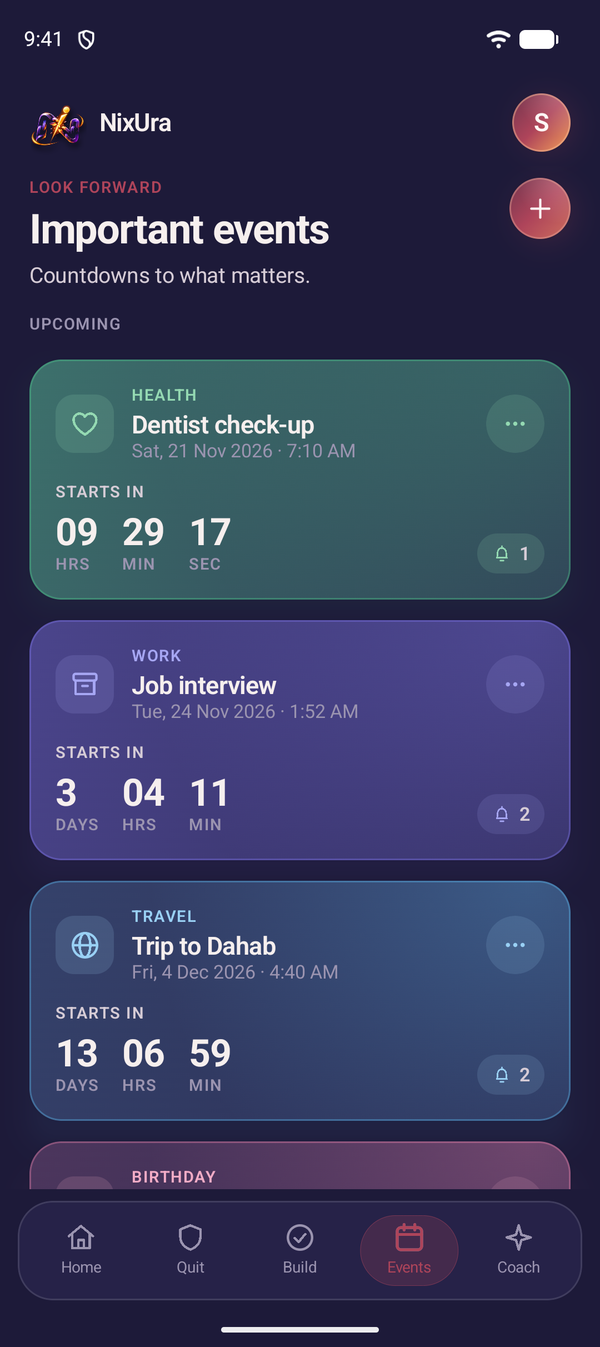 9:41
NixUra
S
LOOK FORWARD
Important events
Countdowns to what matters.
UPCOMING
HEALTH
Dentist check-up
Sat, 21 Nov 2026 · 7:10 AM
STARTS IN
09 29 17
HRS MIN SEC
1
WORK
Job interview
Tue, 24 Nov 2026 · 1:52 AM
STARTS IN
3 04 11
DAYS HRS MIN
2
TRAVEL
Trip to Dahab
Fri, 4 Dec 2026 · 4:40 AM
STARTS IN
13 06 59
DAYS HRS MIN
2
BIRTHDAY
Home Quit Build Events Coach